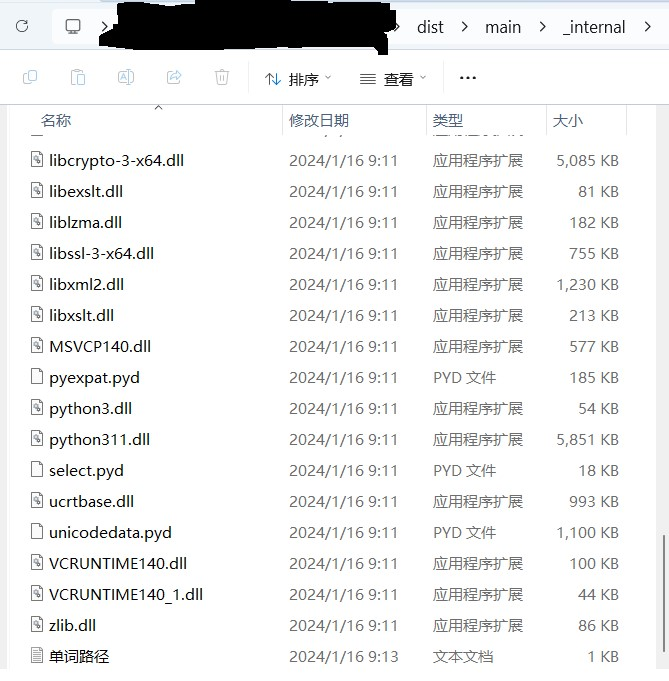 dist main _internal
排序 查看
名称 修改日期 类型 大小
libcrypto-3-x64.dll 2024/1/16 9:11 应用程序扩展 5,085 KB
libexslt.dll 2024/1/16 9:11 应用程序扩展 81 KB
liblzma.dll 2024/1/16 9:11 应用程序扩展 182 KB
libssl-3-x64.dll 2024/1/16 9:11 应用程序扩展 755 KB
libxml2.dll 2024/1/16 9:11 应用程序扩展 1,230 KB
libxslt.dll 2024/1/16 9:11 应用程序扩展 213 KB
MSVCP140.dll 2024/1/16 9:11 应用程序扩展 577 KB
pyexpat.pyd 2024/1/16 9:11 PYD 文件 185 KB
python3.dll 2024/1/16 9:11 应用程序扩展 54 KB
python311.dll 2024/1/16 9:11 应用程序扩展 5,851 KB
select.pyd 2024/1/16 9:11 PYD 文件 18 KB
ucrtbase.dll 2024/1/16 9:11 应用程序扩展 993 KB
unicodedata.pyd 2024/1/16 9:11 PYD 文件 1,100 KB
VCRUNTIME140.dll 2024/1/16 9:11 应用程序扩展 100 KB
VCRUNTIME140_1.dll 2024/1/16 9:11 应用程序扩展 44 KB
zlib.dll 2024/1/16 9:11 应用程序扩展 86 KB
单词路径 2024/1/16 9:13 文本文档 1 KB